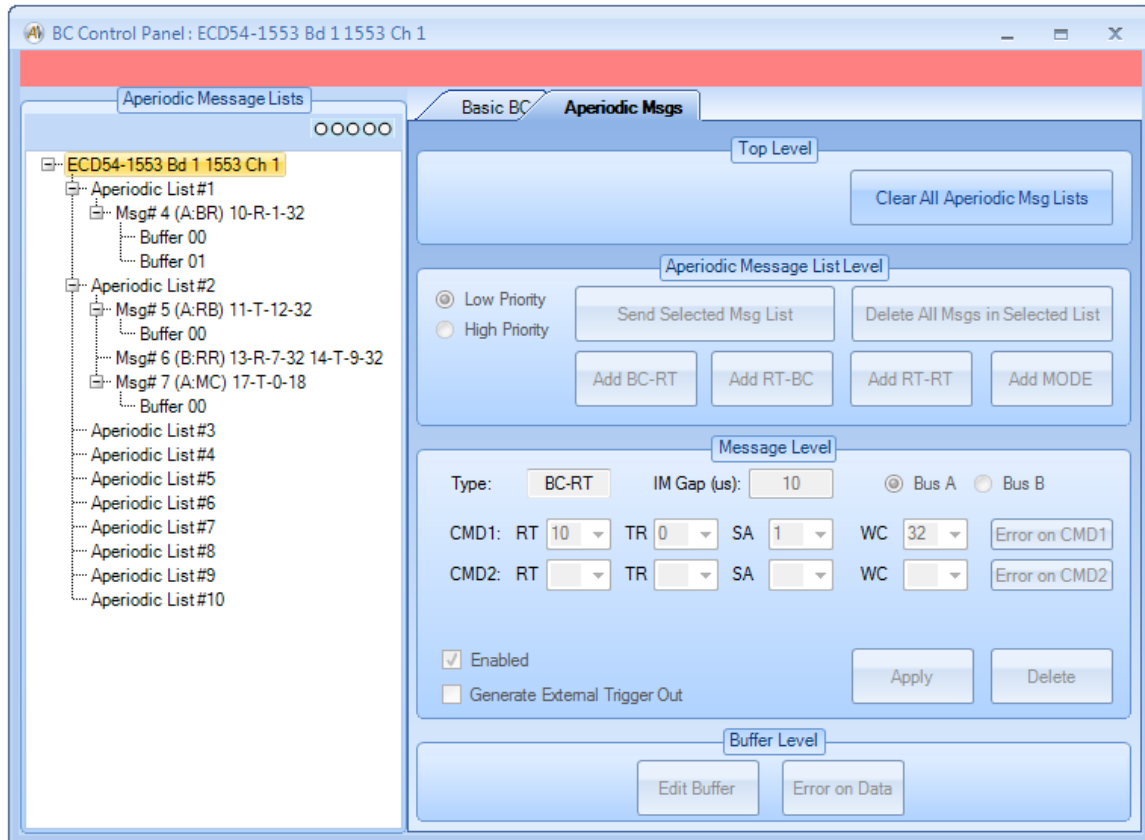 BC Control Panel : ECD54-1553 Bd 1 1553 Ch 1
Aperiodic Message Lists
ECD54-1553 Bd 1 1553 Ch 1
Aperiodic List #1
Msg# 4 (A:BR) 10-R-1-32
Buffer 00
Buffer 01
Aperiodic List #2
Msg# 5 (A:RB) 11-T-12-32
Buffer 00
Msg# 6 (B:RR) 13-R-7-32 14-T-9-32
Msg# 7 (A:MC) 17-T-0-18
Buffer 00
Aperiodic List #3
Aperiodic List #4
Aperiodic List #5
Aperiodic List #6
Aperiodic List #7
Aperiodic List #8
Aperiodic List #9
Aperiodic List #10
Basic BC Aperiodic Msgs
Top Level
Clear All Aperiodic Msg Lists
Aperiodic Message List Level
Low Priority
High Priority
Send Selected Msg List Delete All Msgs in Selected List
Add BC-RT Add RT-BC Add RT-RT Add MODE
Message Level
Type: BC-RT IM Gap (us): 10 Bus A Bus B
CMD1: RT 10 TR 0 SA 1 WC 32 Error on CMD1
CMD2: RT TR SA WC Error on CMD2
Enabled
Generate External Trigger Out
Apply Delete
Buffer Level
Edit Buffer Error on Data